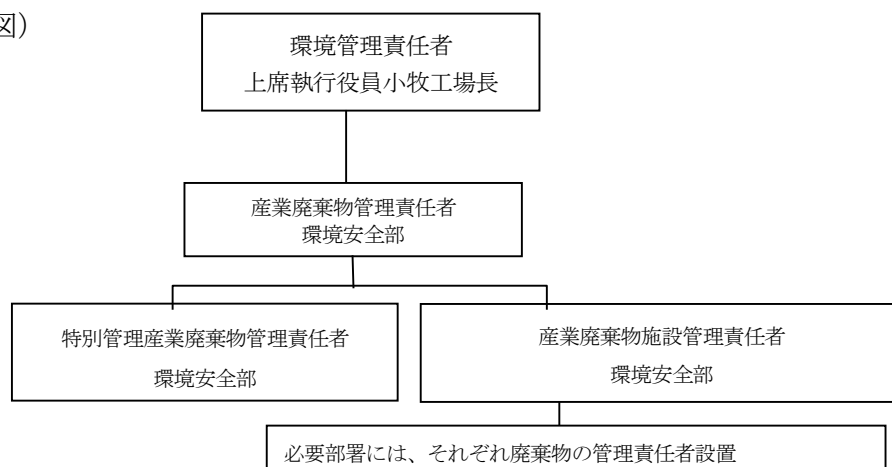 図）
環境管理責任者
上席執行役員小牧工場長
産業廃棄物管理責任者
環境安全部
特別管理産業廃棄物管理責任者
環境安全部
産業廃棄物施設管理責任者
環境安全部
必要部署には、それぞれ廃棄物の管理責任者設置